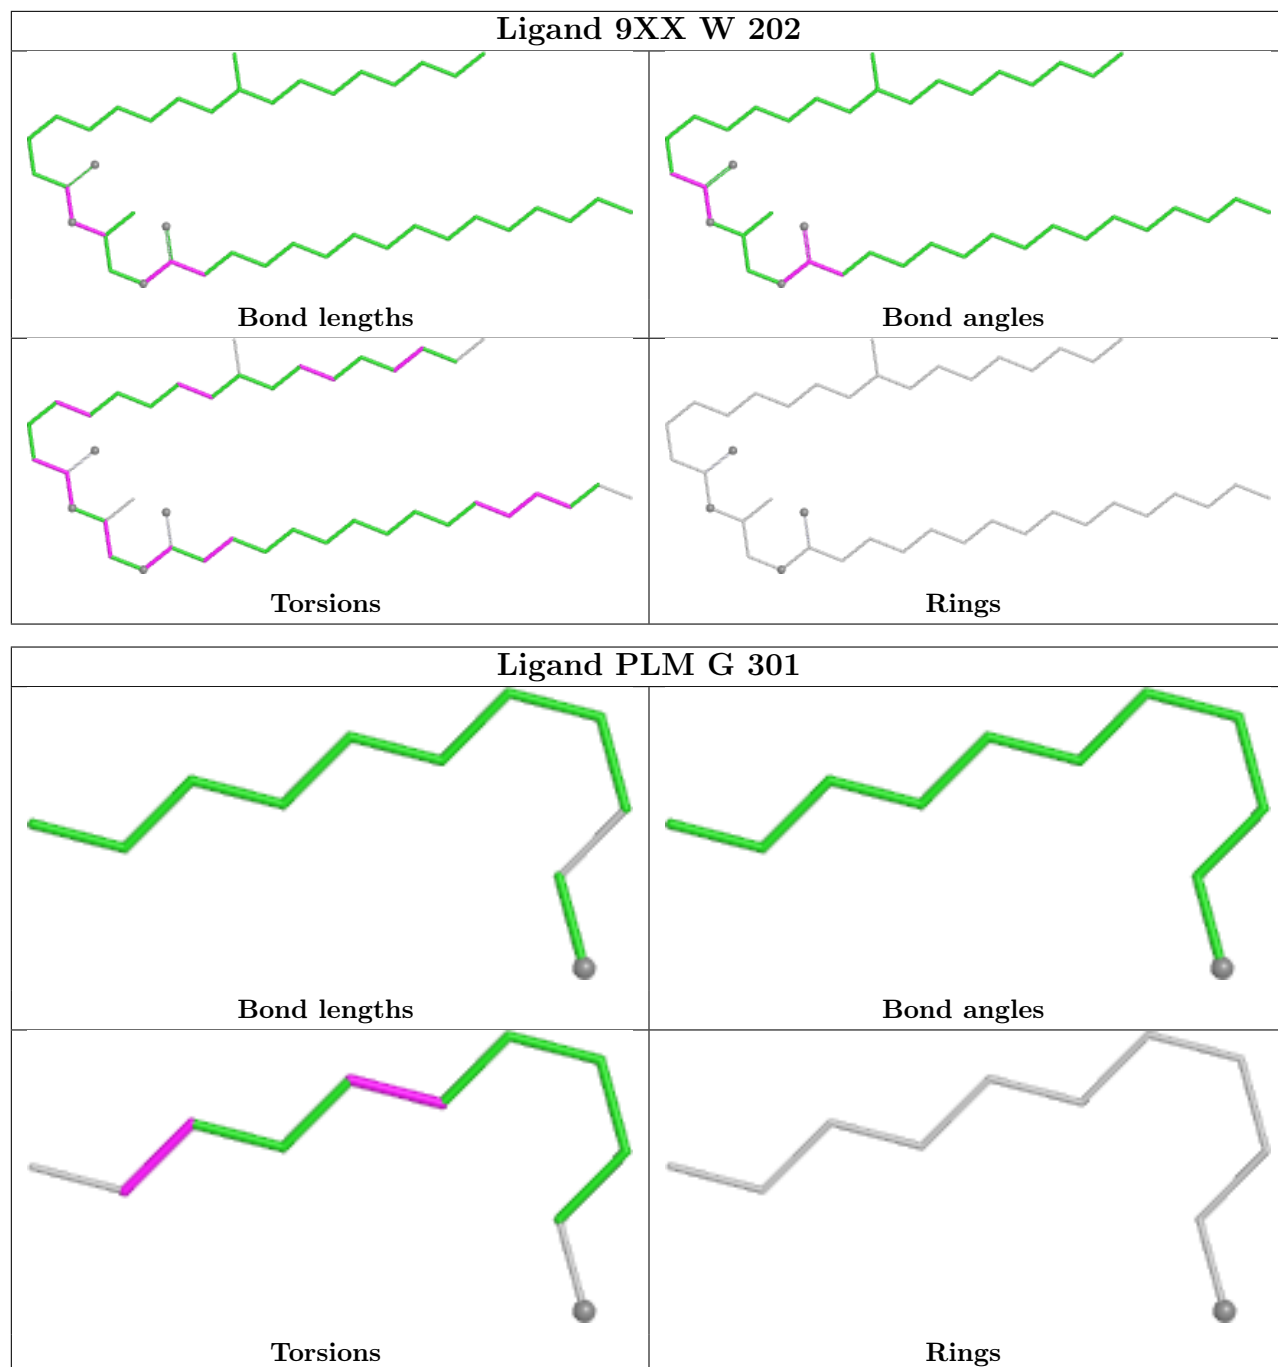 Ligand 9XX W 202
Bond lengths
Bond angles
Torsions
Rings
Ligand PLM G 301
Bond lengths
Bond angles
Torsions
Rings